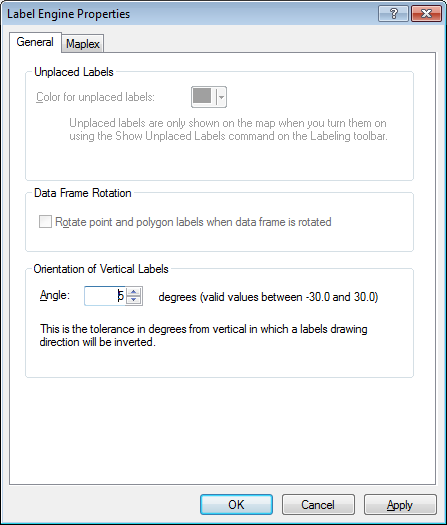 Label Engine Properties
General Maplex
Unplaced Labels
Color for unplaced labels:
Unplaced labels are only shown on the map when you turn them on
using the Show Unplaced Labels command on the Labeling toolbar.
Data Frame Rotation
Rotate point and polygon labels when data frame is rotated
Orientation of Vertical Labels
Angle: 5 degrees (valid values between -30.0 and 30.0)
This is the tolerance in degrees from vertical in which a labels drawing
direction will be inverted.
OK Cancel Apply